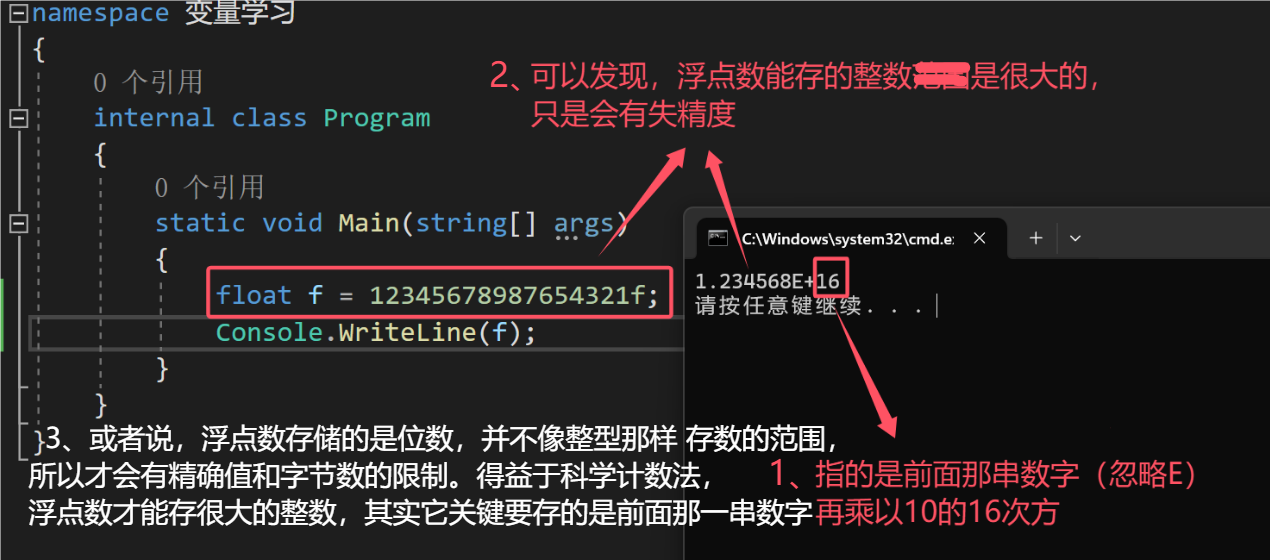 namespace 变量学习
{
0 个引用
internal class Program
{
0 个引用
static void Main(string[] args)
{
float f = 12345678987654321f;
Console.WriteLine(f);
}
}
}
2、可以发现，浮点数能存的整数范围是很大的，
只是会有失精度
C:\Windows\system32\cmd.e:
1.234568E+16
请按任意键继续. . .
3、或者说，浮点数存储的是位数，并不像整型那样 存数的范围，
所以才会有精确值和字节数的限制。得益于科学计数法，
浮点数才能存很大的整数，其实它关键要存的是前面那一串数字
1、指的是前面那串数字（忽略E）
再乘以10的16次方